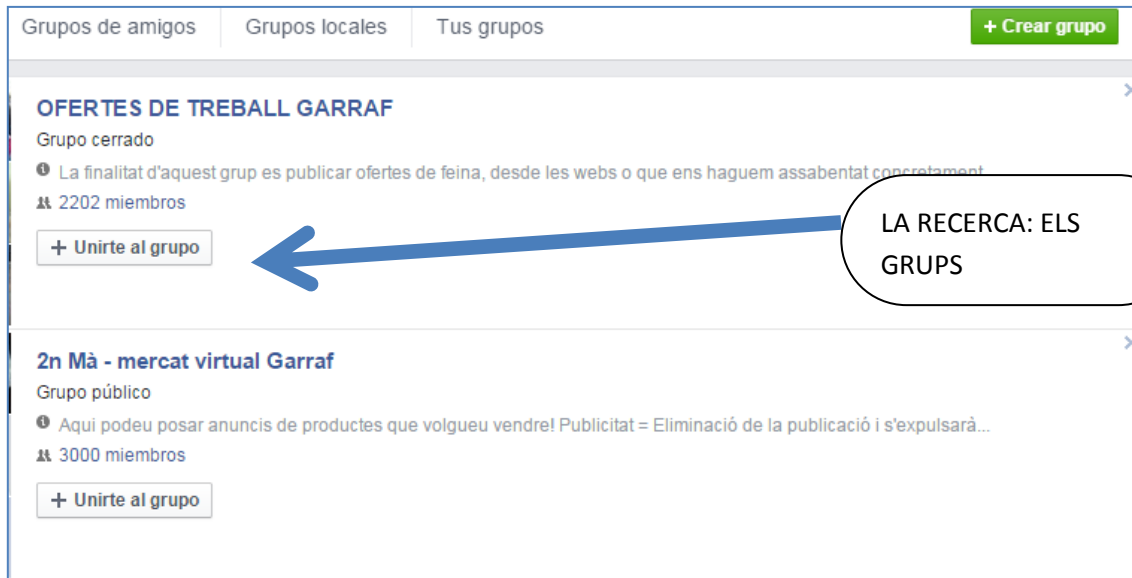 Grupos de amigos Grupos locales Tus grupos + Crear grupo
OFERTES DE TREBALL GARRAF
Grupo cerrado
La finalitat d'aquest grup es publicar ofertes de feina, desde les webs o que ens haguem assabentat concretament
2202 miembros
+ Unirte al grupo
LA RECERCA: ELS
GRUPS
2n Mà - mercat virtual Garraf
Grupo público
Aqui podeu posar anuncis de productes que volgueu vendre! Publicitat = Eliminació de la publicació i s'expulsarà...
3000 miembros
+ Unirte al grupo